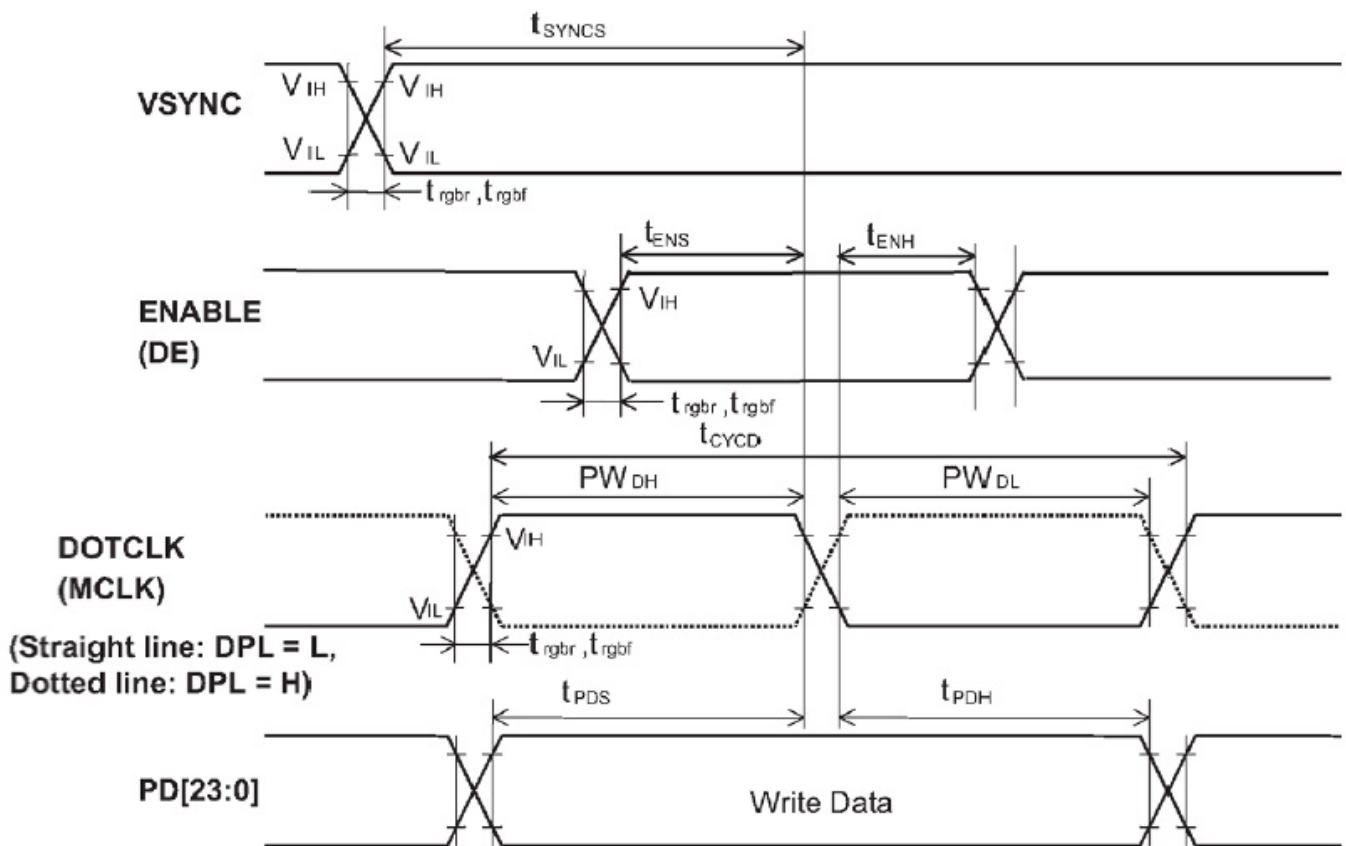 tSYNCS
VSYNC
VIH
VIH
VIL
VIL
trgbr ,trgbf
tENS
tENH
ENABLE
(DE)
VIH
VIL
trgbr ,trgbf
tCYCD
PWDH
PWDL
DOTCLK
(MCLK)
VIH
VIL
(Straight line: DPL = L,
Dotted line: DPL = H)
trgbr ,trgbf
tPDS
tPDH
PD[23:0]
Write Data